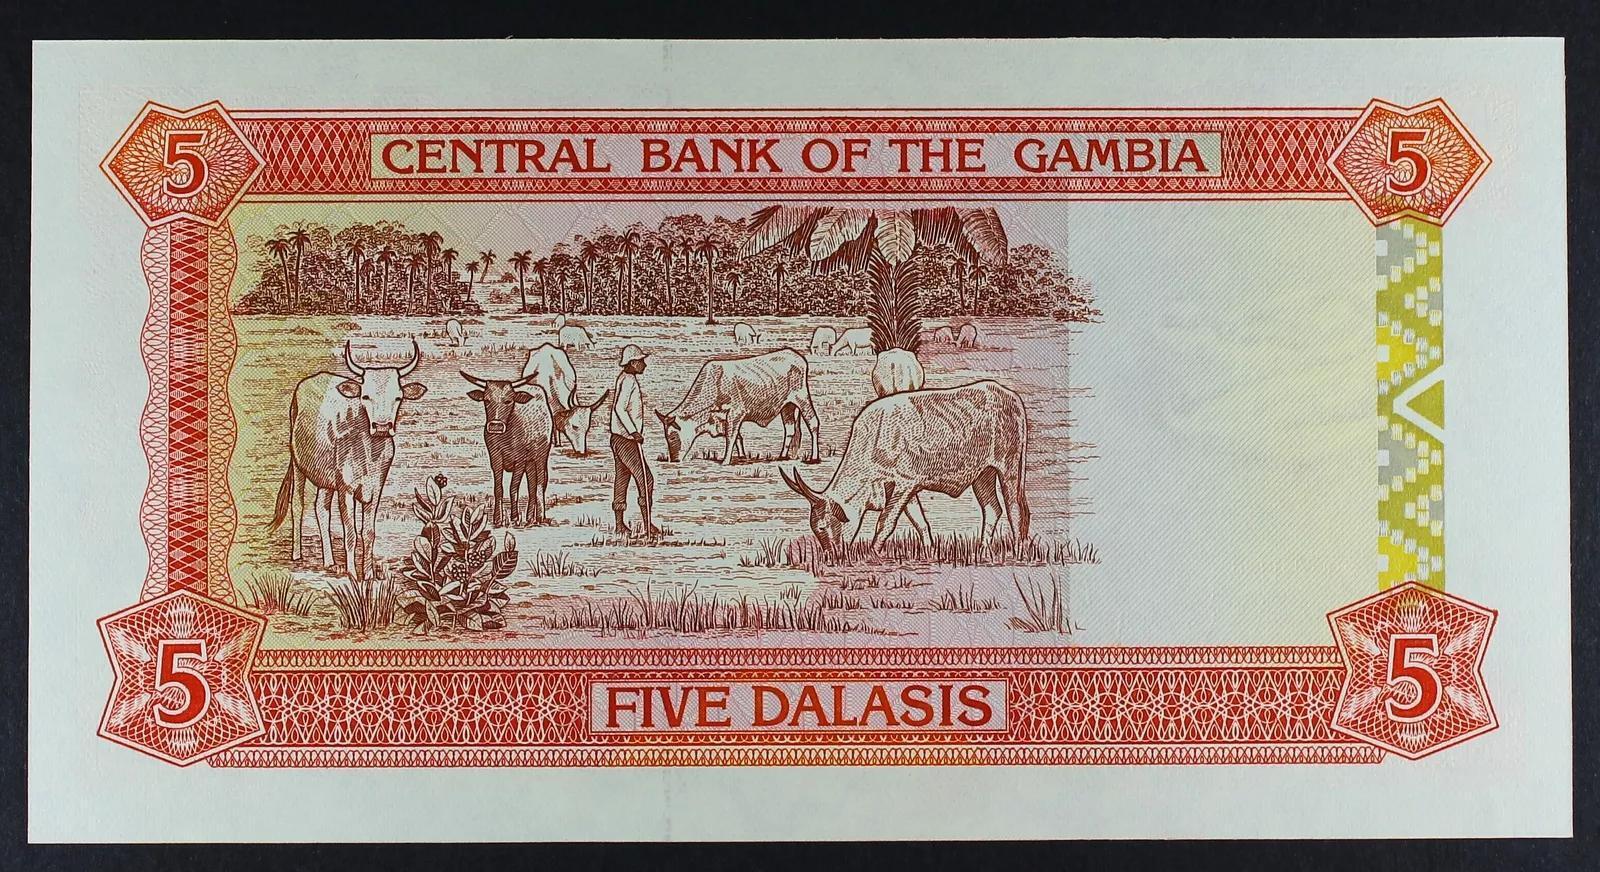 5 CENTRAL BANK OF THE GAMBIA 5
5 FIVE DALASIS 5